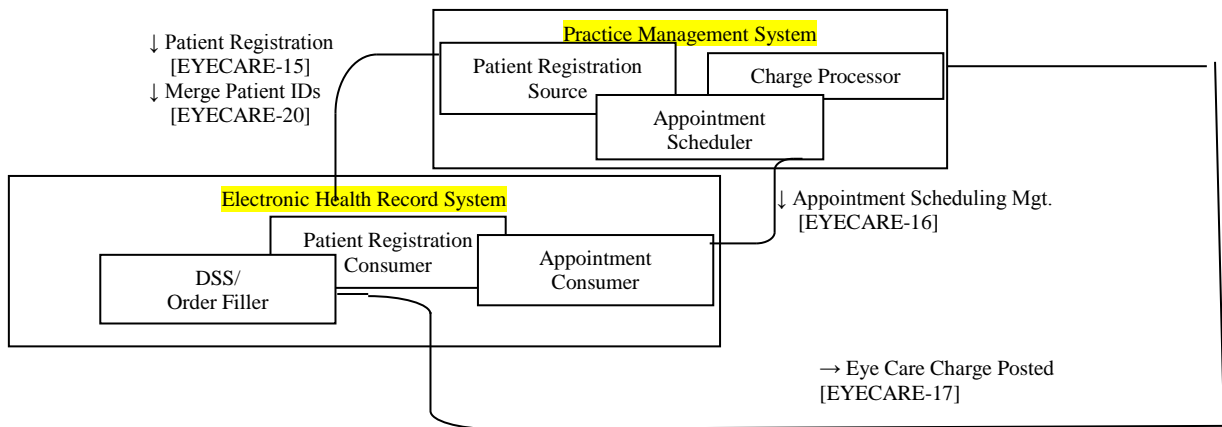 Practice Management System
↓ Patient Registration
[EYECARE-15]
↓ Merge Patient IDs
[EYECARE-20]
Patient Registration
Source
Charge Processor
Appointment
Scheduler
Electronic Health Record System
↓ Appointment Scheduling Mgt.
[EYECARE-16]
Patient Registration
Consumer
Appointment
Consumer
DSS/
Order Filler
→ Eye Care Charge Posted
[EYECARE-17]